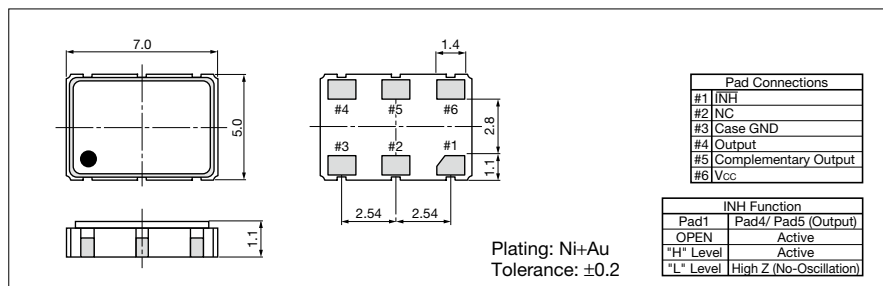 7.0
5.0
1.1
1.4
#4 #5 #6
#3 #2 #1
2.8
1.1
2.54 2.54
Plating: Ni+Au
Tolerance: ±0.2
Pad Connections
#1 INH
#2 NC
#3 Case GND
#4 Output
#5 Complementary Output
#6 Vcc
INH Function
Pad1 Pad4/ Pad5 (Output)
OPEN Active
"H" Level Active
"L" Level High Z (No-Oscillation)